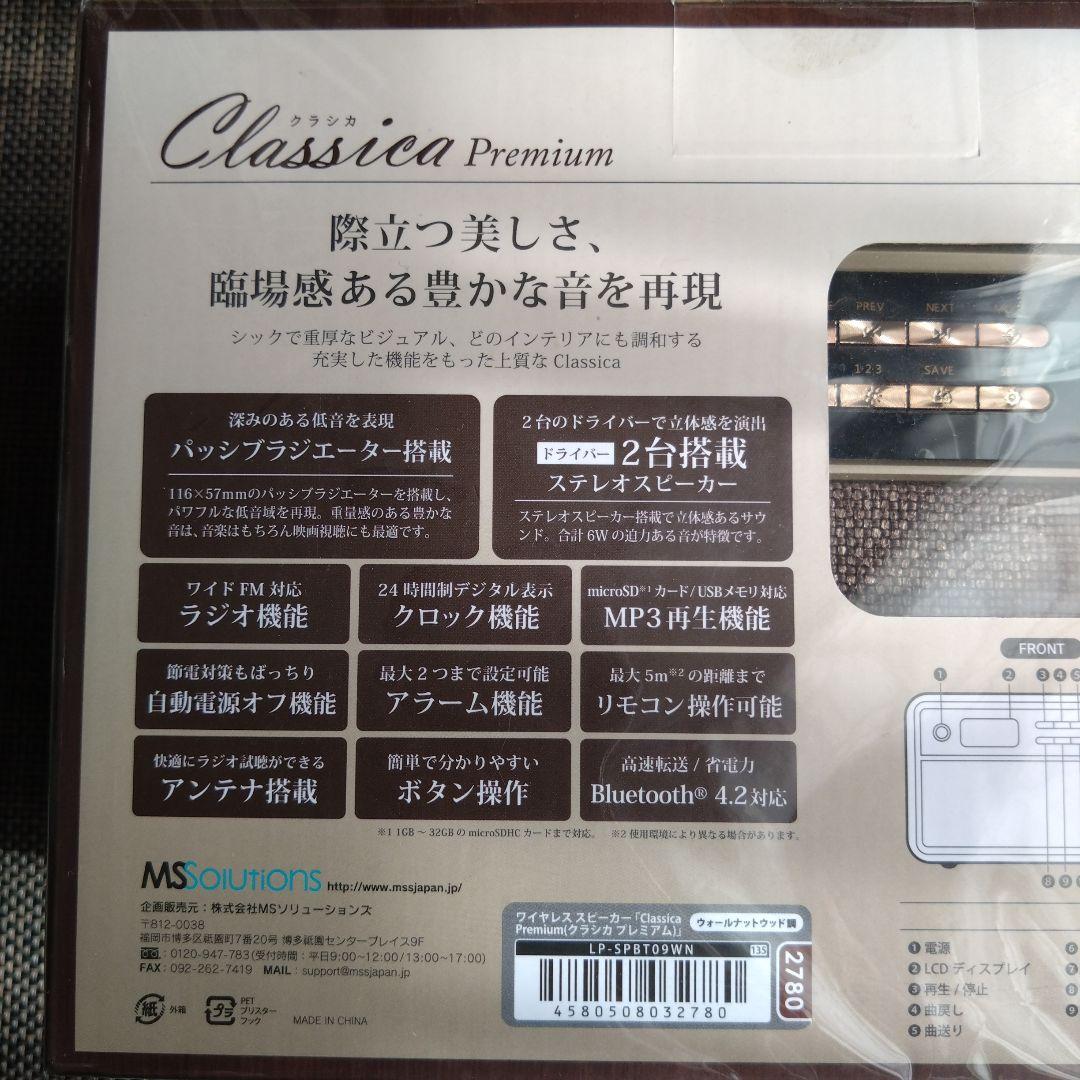 クラシカ
Classica Premium
際立つ美しさ、
臨場感ある豊かな音を再現
シックで重厚なビジュアル、どのインテリアにも調和する
充実した機能をもった上質な Classica
深みのある低音を表現
パッシブラジエーター搭載
116×57mmのパッシブラジエーターを搭載し、
パワフルな低音域を再現。重量感のある豊かな
音は、音楽はもちろん映画視聴にも最適です。
2台のドライバーで立体感を演出
ドライバー 2台搭載
ステレオスピーカー
ステレオスピーカー搭載で立体感あるサウ
ンド。合計6Wの迫力ある音が特徴です。
ワイドFM対応
ラジオ機能
24時間制デジタル表示
クロック機能
microSD※1カード/USBメモリ対応
MP3再生機能
節電対策もばっちり
自動電源オフ機能
最大2つまで設定可能
アラーム機能
最大5m※2の距離まで
リモコン操作可能
快適にラジオ試聴ができる
アンテナ搭載
簡単で分かりやすい
ボタン操作
高速転送/省電力
Bluetooth® 4.2対応
※1 1GB～32GBのmicroSDHCカードまで対応。 ※2 使用環境により異なる場合があります。
PREV NEXT
1·2·3 SAVE SET
FRONT
❶ ❷ ❸ ❹ ❺
❽ ❾
MSSolutions http://www.mssjapan.jp/
企画販売元：株式会社MSソリューションズ
〒812-0038
福岡市博多区祇園町7番20号 博多祇園センタープレイス9F
: 0120-947-783(受付時間：平日9:00~12:00/13:00~17:00)
FAX : 092-262-7419 MAIL : support@mssjapan.jp
紙 外箱
プラ PET
ブリスター
フック
MADE IN CHINA
ワイヤレス スピーカー「Classica
Premium(クラシカ プレミアム)」 ウォールナットウッド調
LP-SPBT09WN 13S
4580508032780
2780
❶ 電源
❷ LCD ディスプレイ
❸ 再生/停止
❹ 曲戻し
❺ 曲送り
❻
❼
❽
❾